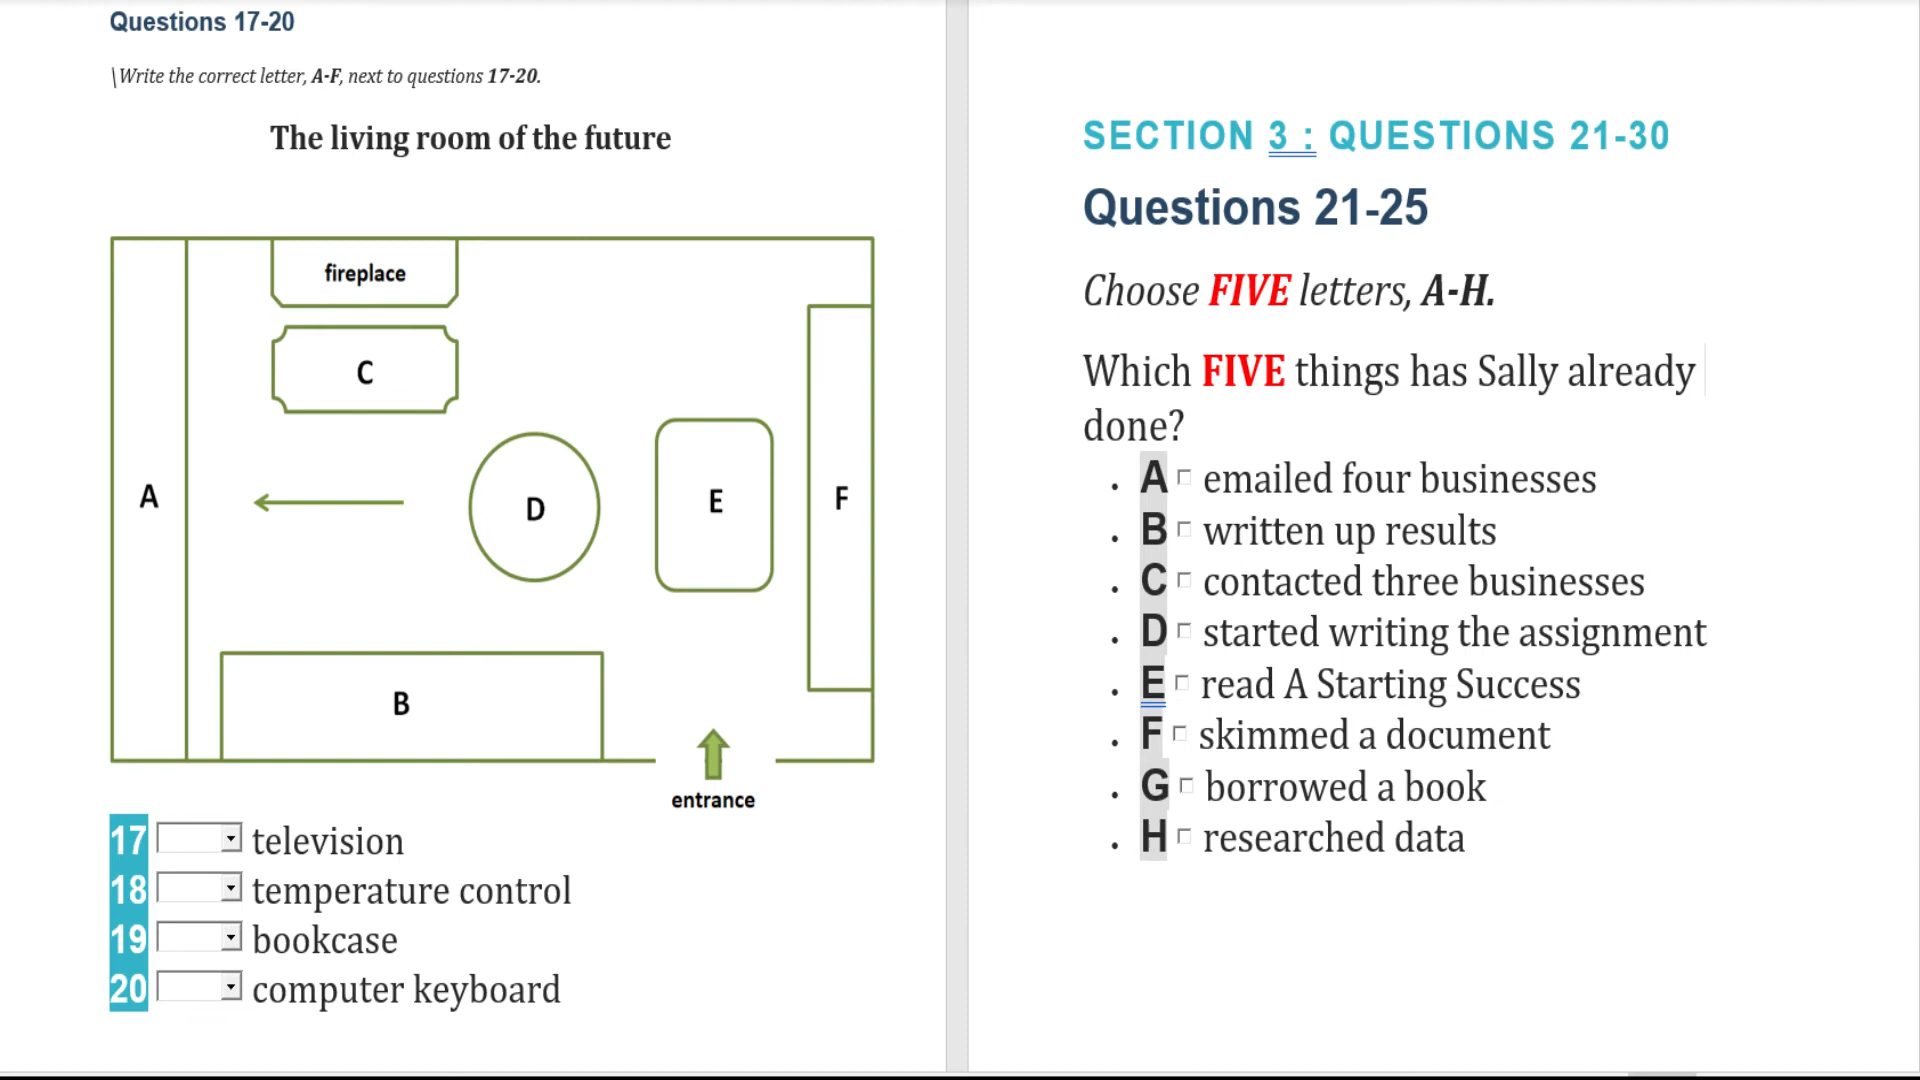 Questions 17-20
\Write the correct letter, A-F, next to questions 17-20.
The living room of the future
fireplace
C
A
D
E
F
B
entrance
17 television
18 temperature control
19 bookcase
20 computer keyboard
SECTION 3 : QUESTIONS 21-30
Questions 21-25
Choose FIVE letters, A-H.
Which FIVE things has Sally already
done?
A emailed four businesses
B written up results
C contacted three businesses
D started writing the assignment
E read A Starting Success
F skimmed a document
G borrowed a book
H researched data